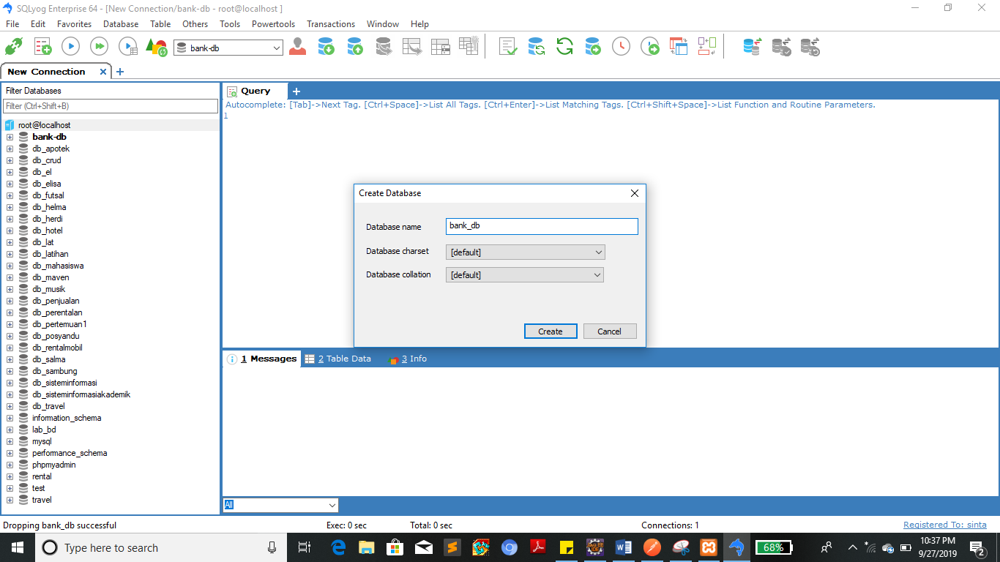 SQLyog Enterprise 64 - [New Connection/bank-db - root@localhost ]
File Edit Favorites Database Table Others Tools Powertools Transactions Window Help
bank-db
New Connection
Filter Databases
Filter (Ctrl+Shift+B)
root@localhost
bank-db
db_apotek
db_crud
db_el
db_elisa
db_futsal
db_helma
db_herdi
db_hotel
db_lat
db_latihan
db_mahasiswa
db_maven
db_musik
db_penjualan
db_perentalan
db_pertemuan1
db_posyandu
db_rentalmobil
db_salma
db_sambung
db_sisteminformasi
db_sisteminformasiakademik
db_travel
information_schema
lab_bd
mysql
performance_schema
phpmyadmin
rental
test
travel
Query
Autocomplete: [Tab]->Next Tag. [Ctrl+Space]->List All Tags. [Ctrl+Enter]->List Matching Tags. [Ctrl+Shift+Space]->List Function and Routine Parameters.
1
Create Database
Database name bank_db
Database charset [default]
Database collation [default]
Create Cancel
1 Messages 2 Table Data 3 Info
All
Dropping bank_db successful Exec: 0 sec Total: 0 sec Connections: 1 Registered To: sinta
Type here to search
68%
10:37 PM
9/27/2019
2